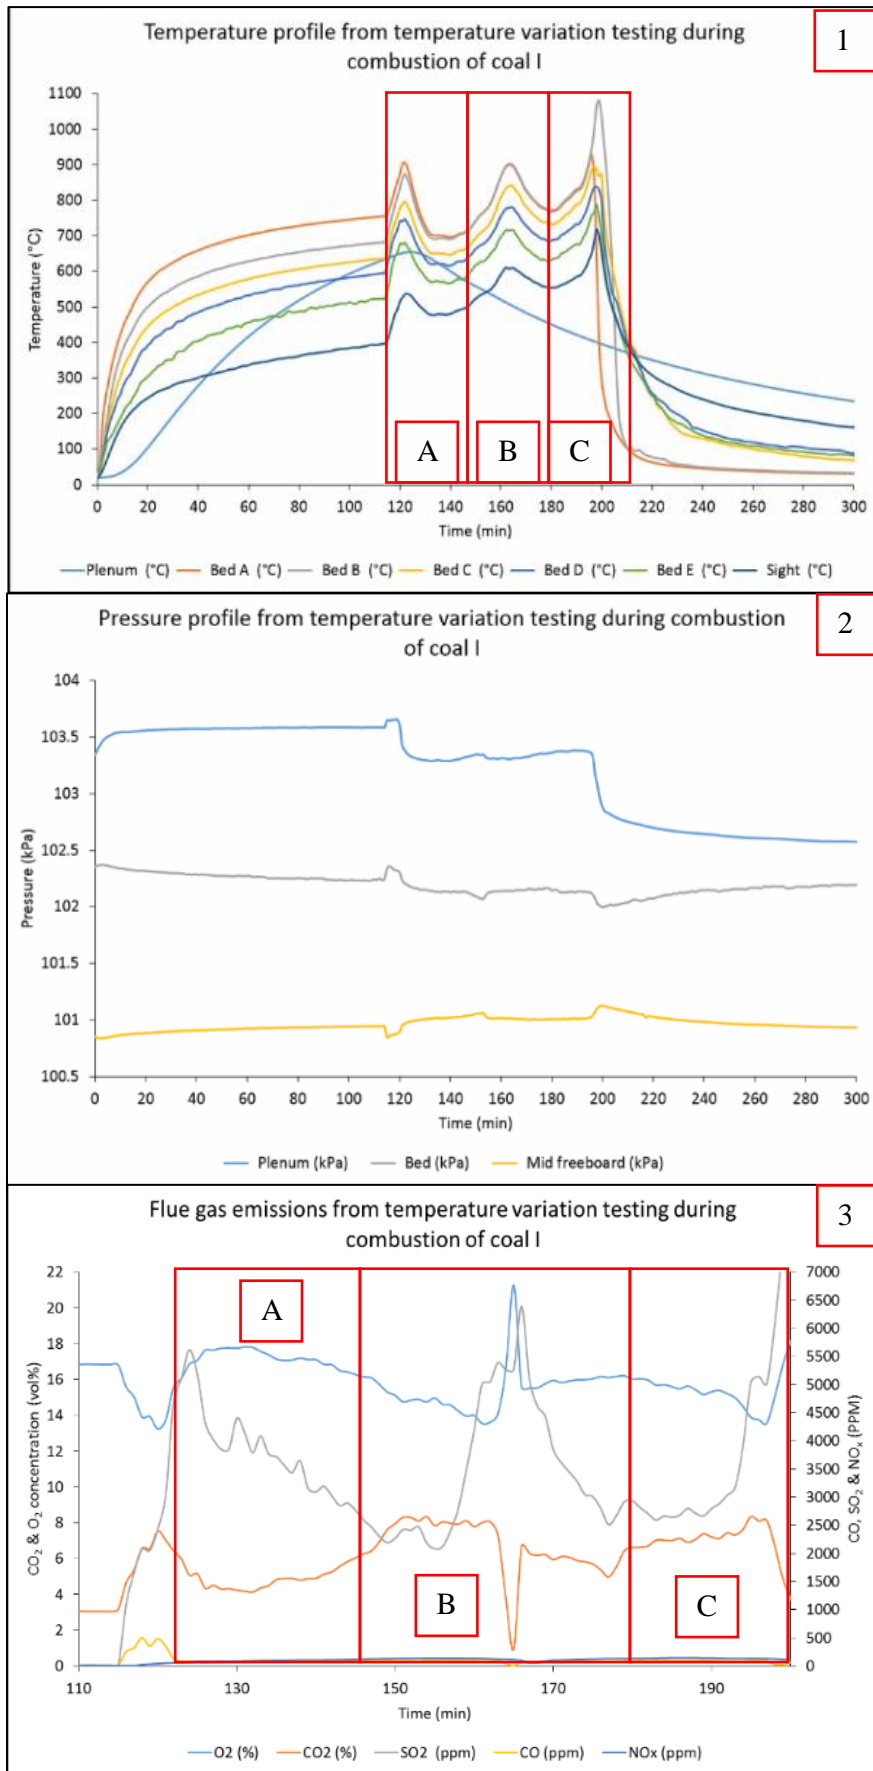 Temperature profile from temperature variation testing during
combustion of coal I
1
Temperature (°C)
1100
1000
900
800
700
600
500
400
300
200
100
0
A
B
C
0 20 40 60 80 100 120 140 160 180 200 220 240 260 280 300
Time (min)
Plenum (°C) Bed A (°C) Bed B (°C) Bed C (°C) Bed D (°C) Bed E (°C) Sight (°C)
Pressure profile from temperature variation testing during combustion
of coal I
2
Pressure (kPa)
104
103.5
103
102.5
102
101.5
101
100.5
0 20 40 60 80 100 120 140 160 180 200 220 240 260 280 300
Time (min)
Plenum (kPa) Bed (kPa) Mid freeboard (kPa)
Flue gas emissions from temperature variation testing during
combustion of coal I
3
CO2 & O2 concentration (vol%)
22
20
18
16
14
12
10
8
6
4
2
0
A
B
C
7000
6500
6000
5500
5000
4500
4000
3500
3000
2500
2000
1500
1000
500
0
CO, SO2 & NOx (PPM)
110 130 150 170 190
Time (min)
O2 (%) CO2 (%) SO2 (ppm) CO (ppm) NOx (ppm)